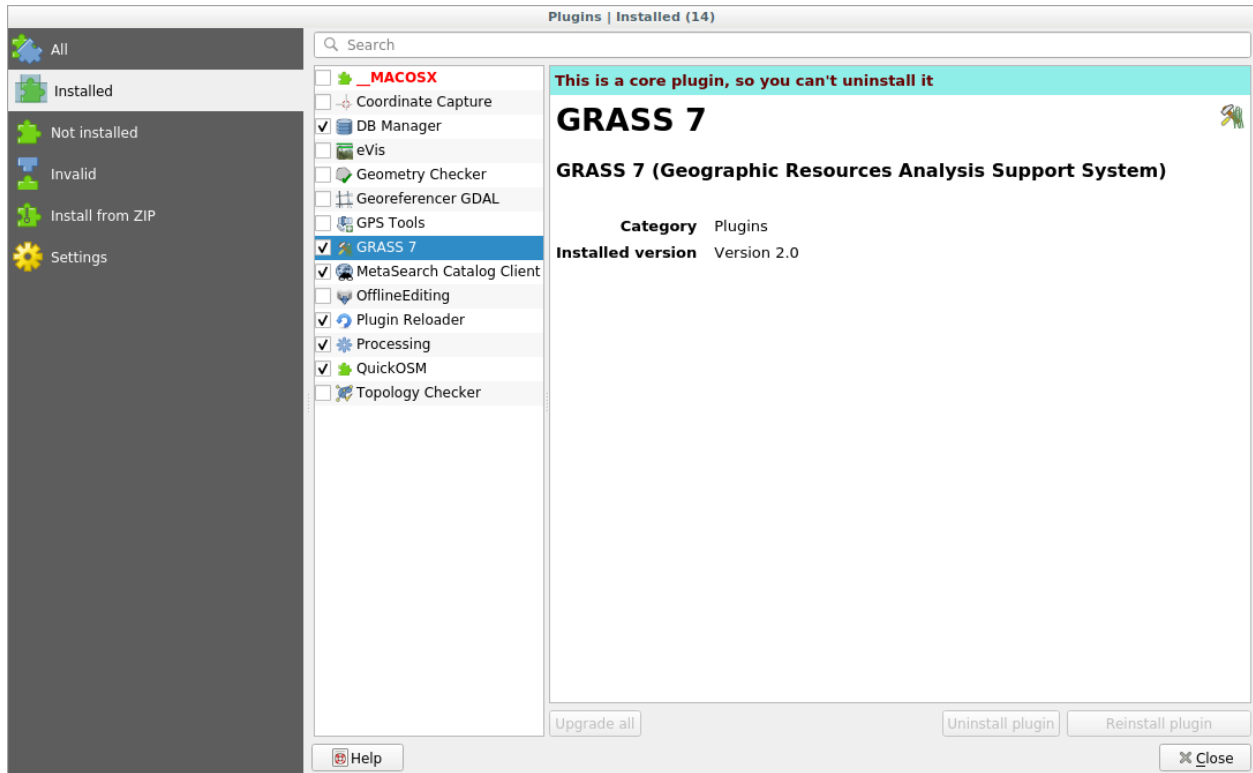 Plugins | Installed (14)
All
Installed
Not installed
Invalid
Install from ZIP
Settings
Search
__MACOSX
Coordinate Capture
DB Manager
eVis
Geometry Checker
Georeferencer GDAL
GPS Tools
GRASS 7
MetaSearch Catalog Client
OfflineEditing
Plugin Reloader
Processing
QuickOSM
Topology Checker
This is a core plugin, so you can't uninstall it
GRASS 7
GRASS 7 (Geographic Resources Analysis Support System)
Category Plugins
Installed version Version 2.0
Upgrade all
Uninstall plugin
Reinstall plugin
Help
Close